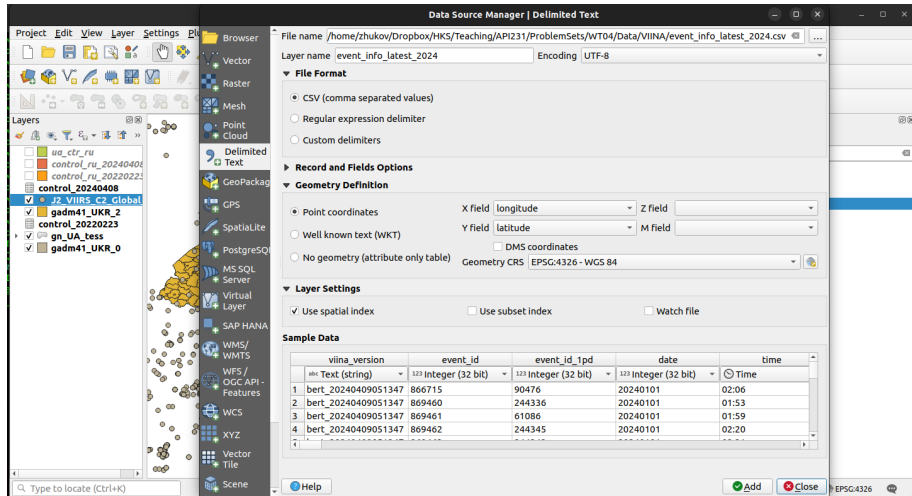 Data Source Manager | Delimited Text
Project Edit View Layer Settings
Layers
ua_ctr_ru
control_ru_2024040
control_ru_2022022
control_20240408
J2_VIIRS_C2_Global
gadm41_UKR_2
control_20220223
gn_UA_tess
gadm41_UKR_0
Type to locate (Ctrl+K)
Browser
Vector
Raster
Mesh
Point
Cloud
Delimited
Text
GeoPackag
GPS
SpatiaLite
PostgreSQ
MS SQL
Server
Virtual
Layer
SAP HANA
WMS/
WMTS
WFS /
OGC API -
Features
WCS
XYZ
Vector
Tile
Scene
File name /home/zhukov/Dropbox/HKS/Teaching/API231/ProblemSets/WT04/Data/VIINA/event_info_latest_2024.csv ...
Layer name event_info_latest_2024 Encoding UTF-8
File Format
CSV (comma separated values)
Regular expression delimiter
Custom delimiters
Record and Fields Options
Geometry Definition
Point coordinates X field longitude Z field
Well known text (WKT) Y field latitude M field
DMS coordinates
No geometry (attribute only table) Geometry CRS EPSG:4326 - WGS 84
Layer Settings
Use spatial index Use subset index Watch file
Sample Data
viina_version event_id event_id_1pd date time
abc Text (string) 123 Integer (32 bit) 123 Integer (32 bit) 123 Integer (32 bit) Time
1 bert_20240409051347 866715 90476 20240101 02:06
2 bert_20240409051347 869460 244336 20240101 01:53
3 bert_20240409051347 869461 61086 20240101 01:59
4 bert_20240409051347 869462 244345 20240101 02:20
Help Add Close
EPSG:4326